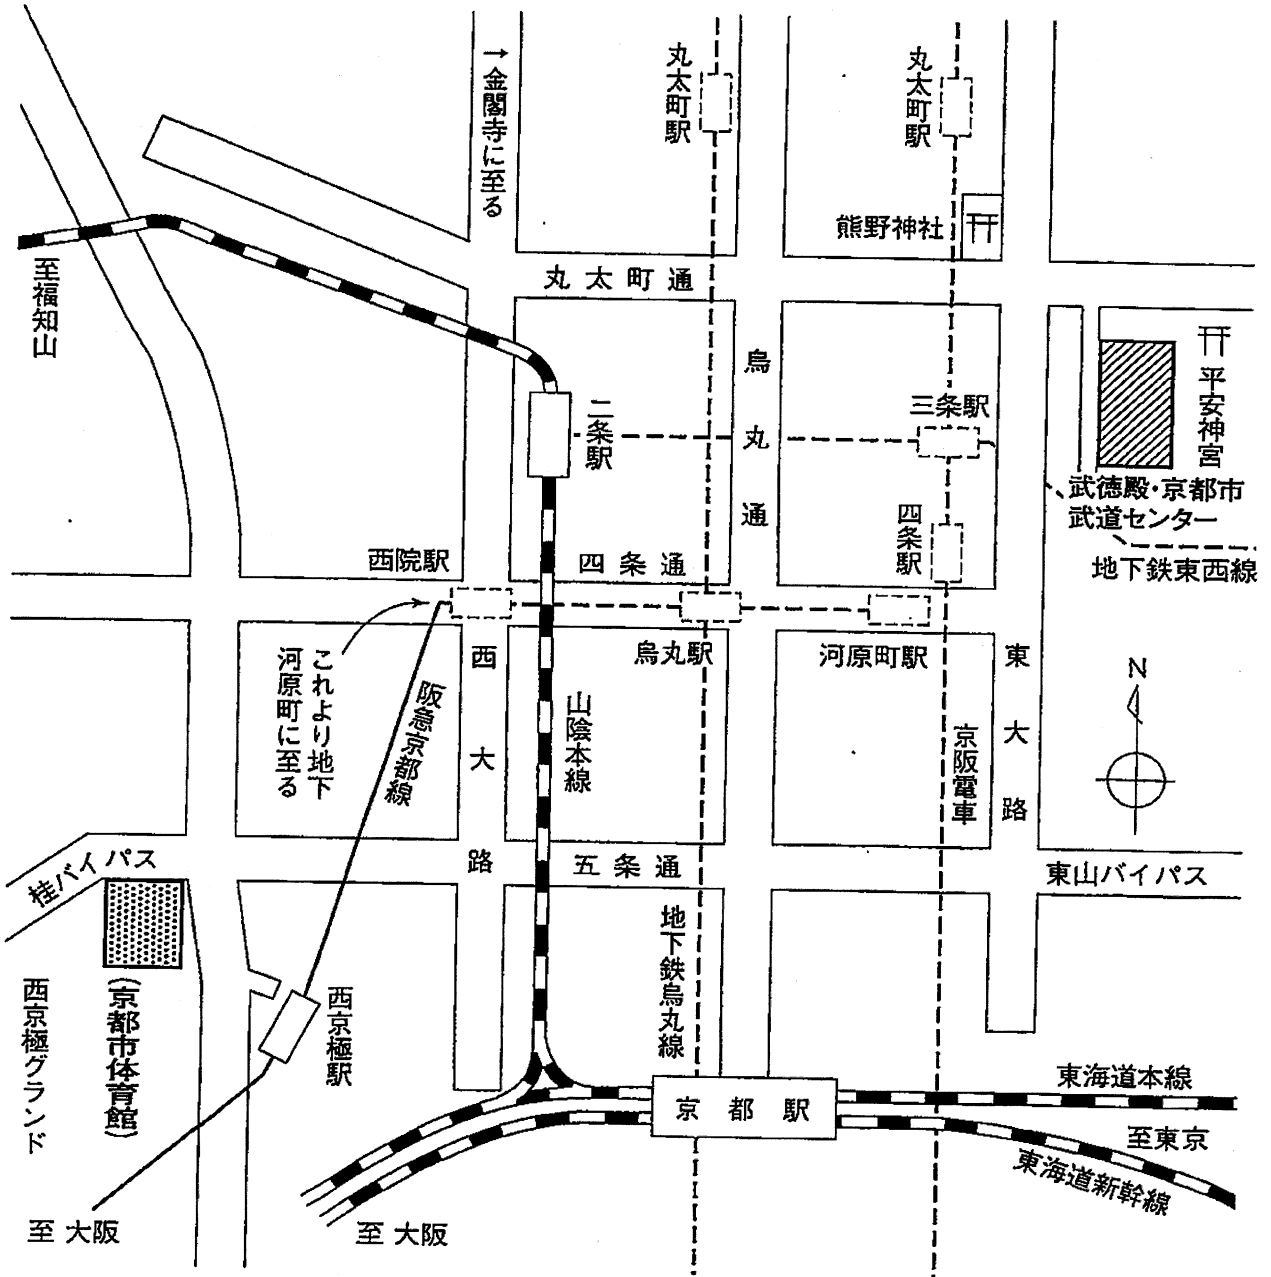 →金閣寺に至る
丸太町駅
丸太町駅
熊野神社
至福知山
丸太町通
平安神宮
烏丸通
二条駅
三条駅
武徳殿・京都市
武道センター
四条駅
西院駅
四条通
地下鉄東西線
これより地下
河原町に至る
西大路
烏丸駅
河原町駅
東大路
N
阪急京都線
山陰本線
京阪電車
桂バイパス
五条通
東山バイパス
地下鉄烏丸線
西京極グランド
(京都市体育館)
西京極駅
京都駅
東海道本線
至東京
東海道新幹線
至大阪
至大阪